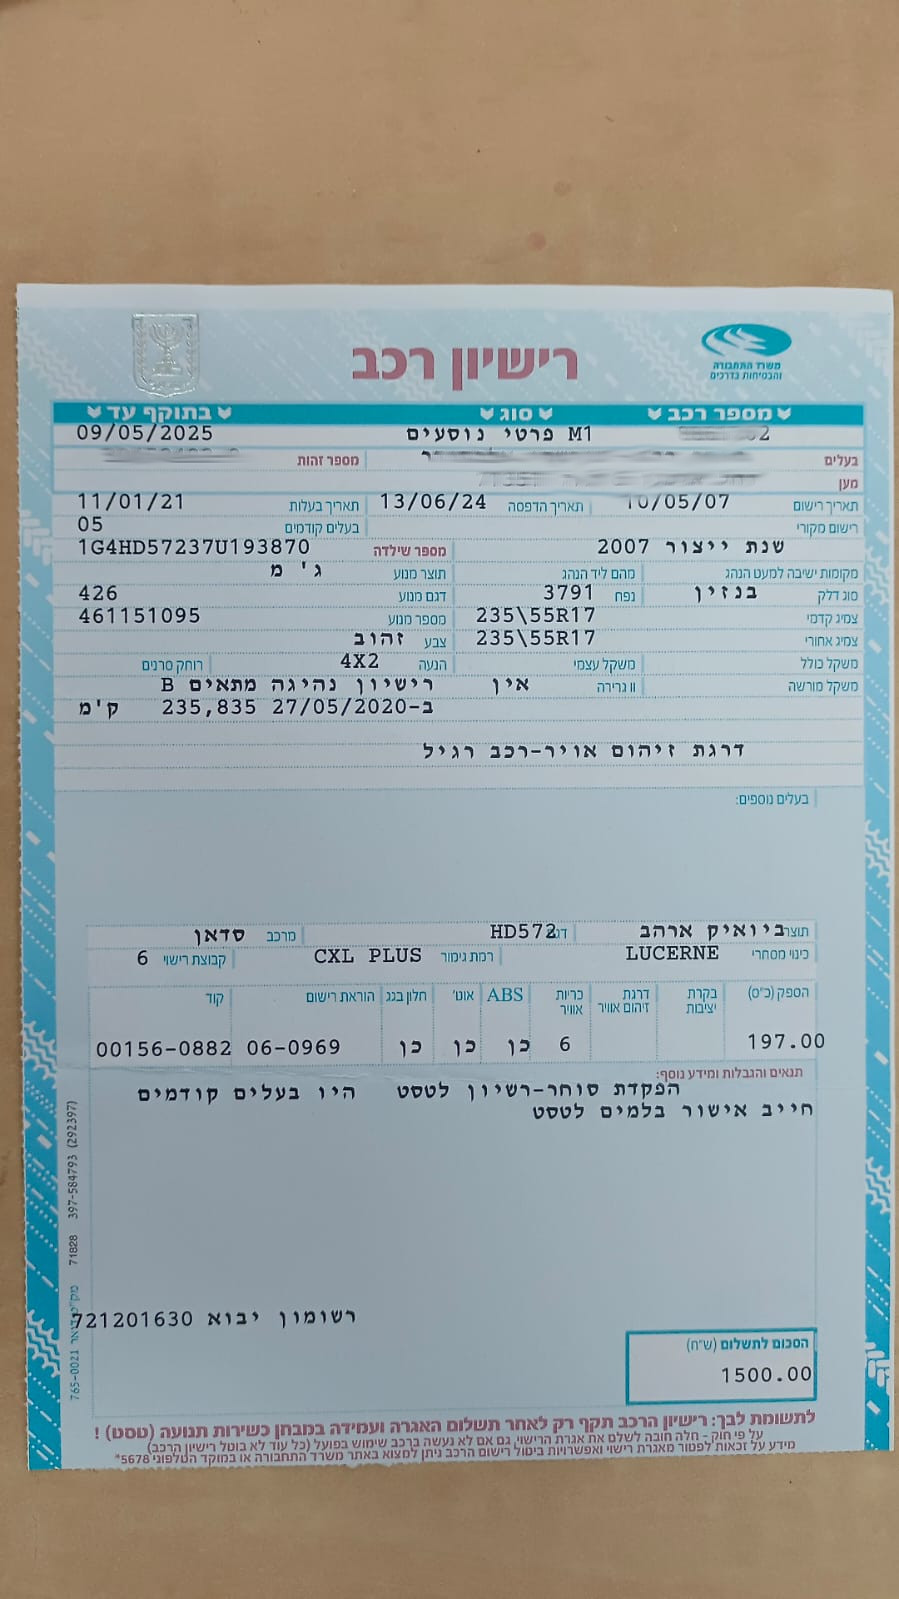 משרד התחבורה
והבטיחות בדרכים
רישיון רכב
מספר רכב סוג בתוקף עד
2 M1 פרטי נוסעים 09/05/2025
בעלים מספר זהות
מען
תאריך רישום 10/05/07 תאריך הדפסה 13/06/24 תאריך בעלות 11/01/21
רישום מקורי בעלים קודמים 05
שנת ייצור 2007 מספר שילדה 1G4HD57237U193870
מקומות ישיבה למעט הנהג מהם ליד הנהג תוצר מנוע ג' מ
סוג דלק בנזין נפח 3791 דגם מנוע 426
צמיג קדמי 235\55R17 מספר מנוע 461151095
צמיג אחורי 235\55R17 צבע זהוב
משקל כולל משקל עצמי הנעה 4X2 רוחק סרנים
משקל מורשה וו גרירה אין רישיון נהיגה מתאים B
ב-27/05/2020 235,835 ק'מ
דרגת זיהום אויר-רכב רגיל
בעלים נוספים:
תוצר ביואיק ארהב דגם HD572 מרכב סדאן
כינוי מסחרי LUCERNE רמת גימור CXL PLUS קבוצת רישוי 6
הספק (כ"ס) בקרת יציבות דרגת זיהום אוויר כריות אוויר ABS אוט' חלון בגג הוראת רישום קוד
197.00 6 כן כן כן 06-0969 00156-0882
תנאים והגבלות ומידע נוסף:
הפקדת סוחר-רשיון לטסט היו בעלים קודמים
חייב אישור בלמים לטסט
רשומון יבוא 721201630
הסכום לתשלום (ש"ח)
1500.00
לתשומת לבך: רישיון הרכב תקף רק לאחר תשלום האגרה ועמידה במבחן כשירות תנועה (טסט) !
על פי חוק - חלה חובה לשלם את אגרת הרישוי, גם אם לא נעשה ברכב שימוש בפועל (כל עוד לא בוטל רישיון הרכב)
מידע על זכאות לפטור מאגרת רישוי ואפשרויות ביטול רישום הרכב ניתן למצוא באתר משרד התחבורה או במוקד הטלפוני 5678*
765-0021 71828 397-584793 (292397)